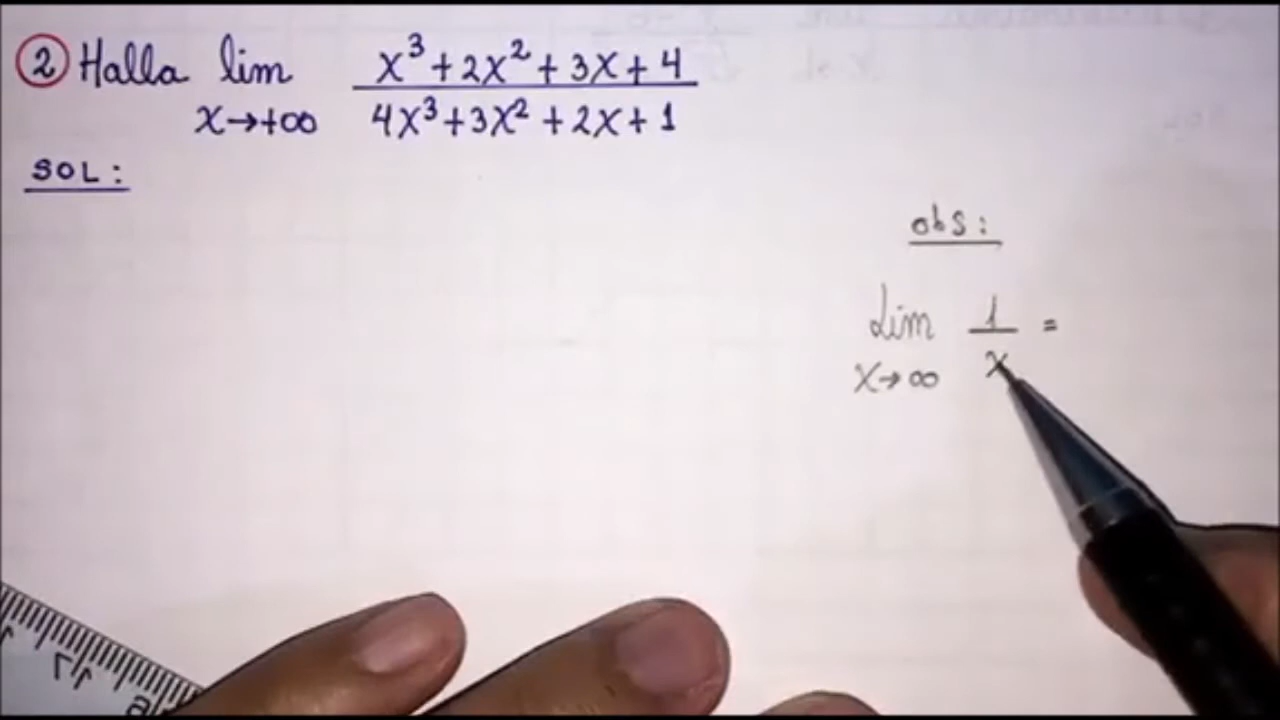 ② Halla lim x³ + 2x² + 3x + 4
x→+∞ 4x³ + 3x² + 2x + 1
SOL:
obs:
Lim 1 =
x→∞ x